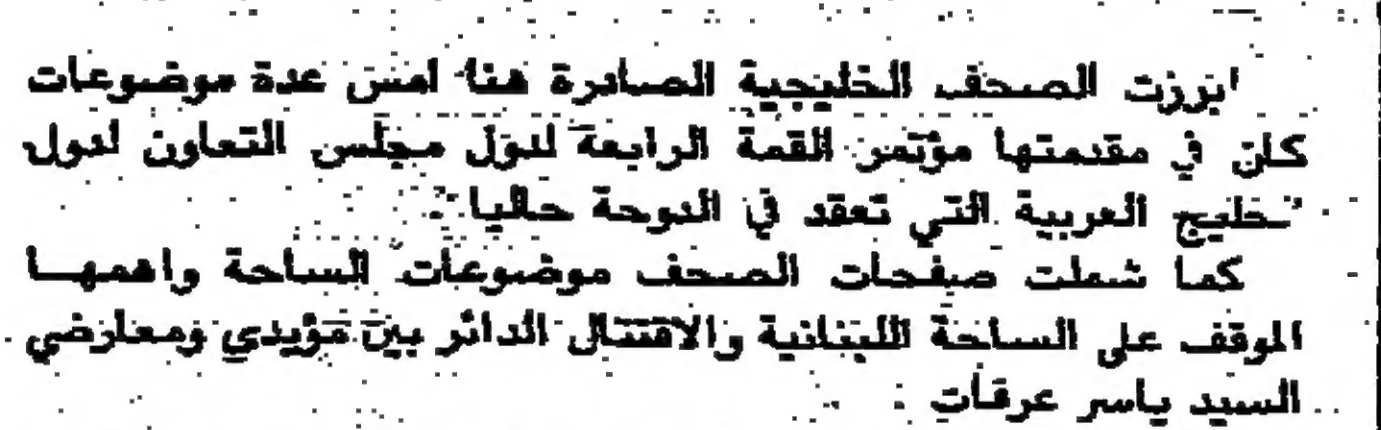 ابرزت الصحف الخليجية الصادرة هنا امس عدة موضوعات
كان في مقدمتها مؤتمر القمة الرابعة لدول مجلس التعاون لدول
الخليج العربية التي تعقد في الدوحة حاليا .
كما شملت صفحات الصحف موضوعات الساحة واهمها
الموقف على الساحة اللبنانية والاقتتال الدائر بين مؤيدي ومعارضي
السيد ياسر عرفات .